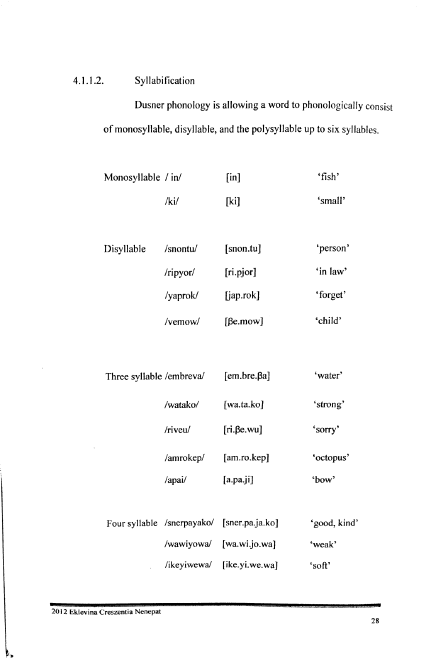 4.1.1.2. Syllabification
Dusner phonology is allowing a word to phonologically consist
of monosyllable, disyllable, and the polysyllable up to six syllables.
Monosyllable / in/ [in] ‘fish’
/ki/ [ki] ‘small’
Disyllable /snontu/ [snon.tu] ‘person’
/ripyor/ [ri.pjor] ‘in law’
/yaprok/ [jap.rok] ‘forget’
/vemow/ [βe.mow] ‘child’
Three syllable /embreva/ [em.bre.βa] ‘water’
/watako/ [wa.ta.ko] ‘strong’
/riveu/ [ri.βe.wu] ‘sorry’
/amrokep/ [am.ro.kep] ‘octopus’
/apai/ [a.pa.ji] ‘bow’
Four syllable /snerpayako/ [sner.pa.ja.ko] ‘good, kind’
/wawiyowa/ [wa.wi.jo.wa] ‘weak’
/ikeyiwewa/ [ike.yi.we.wa] ‘soft’
2012 Eklevina Creszentia Nenepat
28